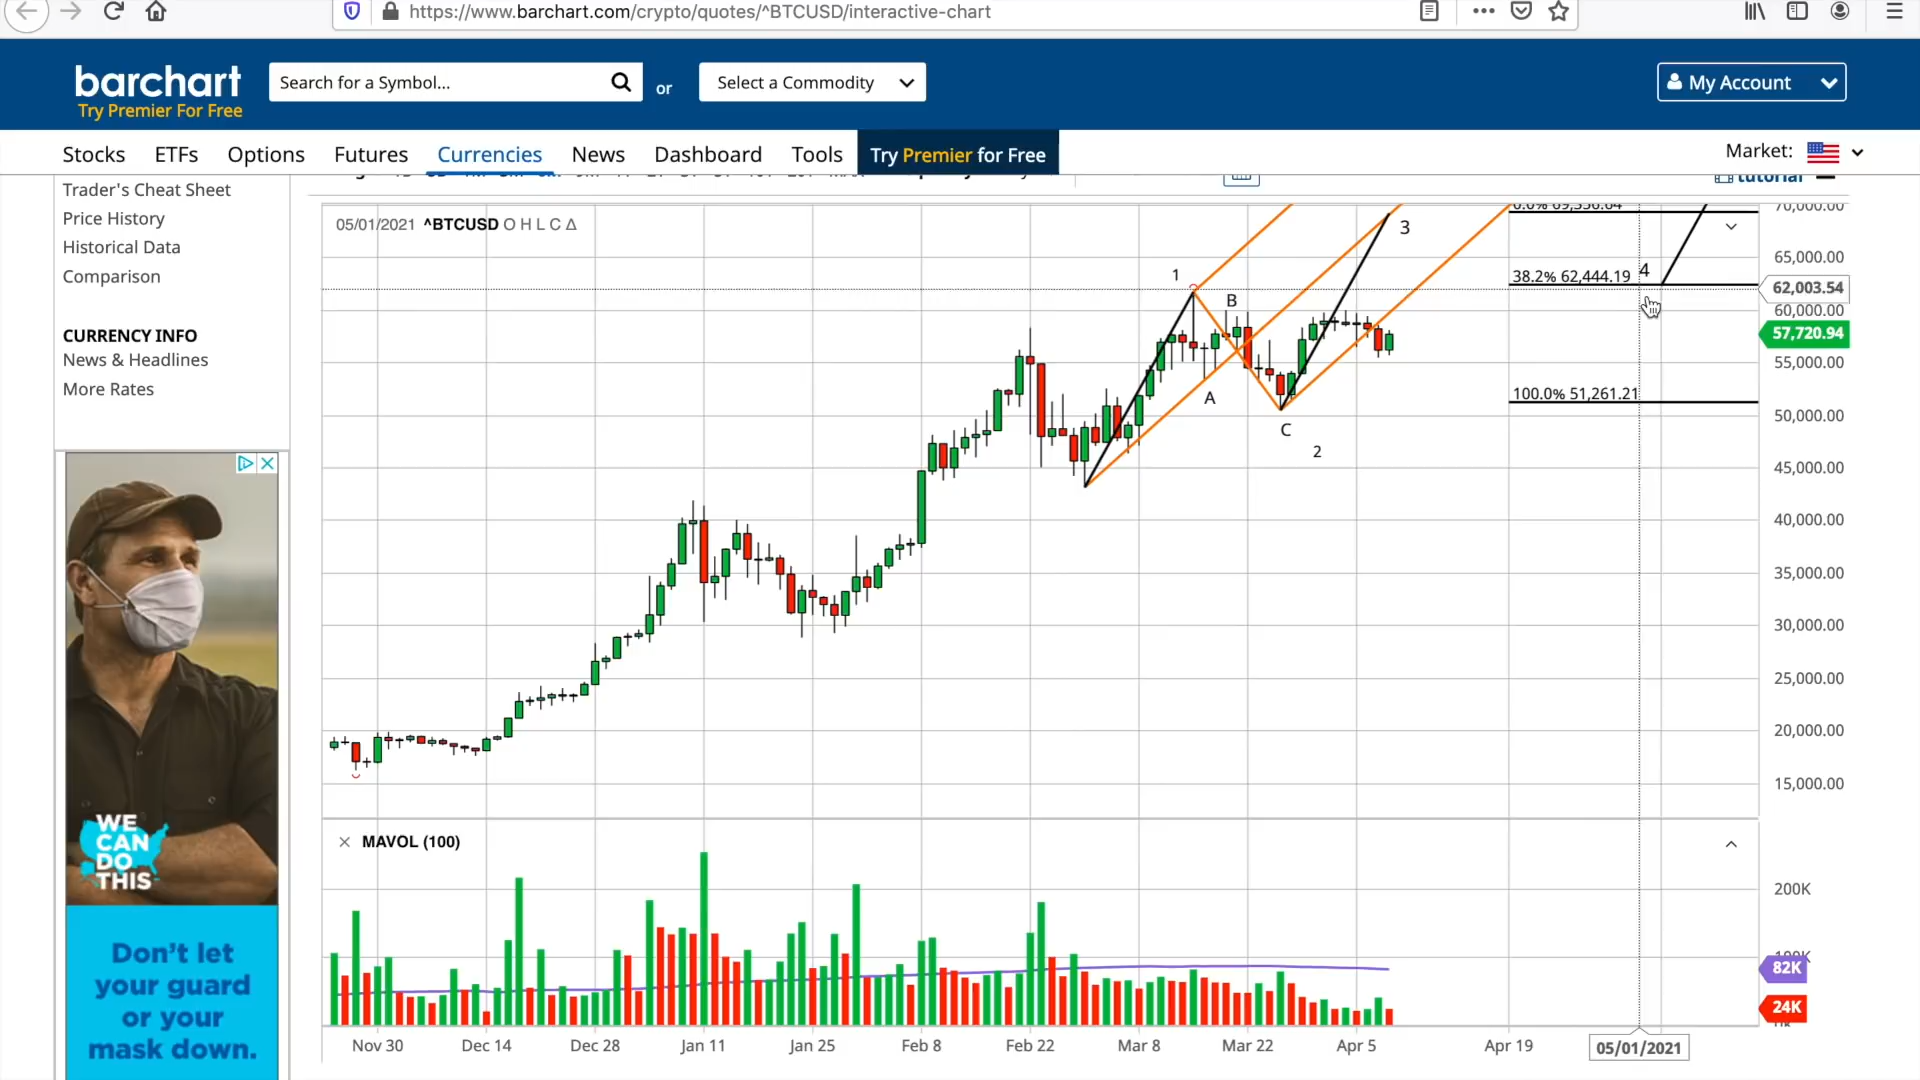 https://www.barchart.com/crypto/quotes/^BTCUSD/interactive-chart
barchart
Try Premier For Free
Search for a Symbol...
or
Select a Commodity
My Account
Stocks
ETFs
Options
Futures
Currencies
News
Dashboard
Tools
Try Premier for Free
Market:
tutorial
Trader's Cheat Sheet
Price History
Historical Data
Comparison
CURRENCY INFO
News & Headlines
More Rates
WE
CAN
DO
THIS
Don't let
your guard
or your
mask down.
05/01/2021 ^BTCUSD O H L C Δ
1
B
A
C
2
3
4
38.2% 62,444.19
100.0% 51,261.21
70,000.00
65,000.00
62,003.54
60,000.00
57,720.94
55,000.00
50,000.00
45,000.00
40,000.00
35,000.00
30,000.00
25,000.00
20,000.00
15,000.00
MAVOL (100)
200K
82K
24K
Nov 30
Dec 14
Dec 28
Jan 11
Jan 25
Feb 8
Feb 22
Mar 8
Mar 22
Apr 5
Apr 19
05/01/2021